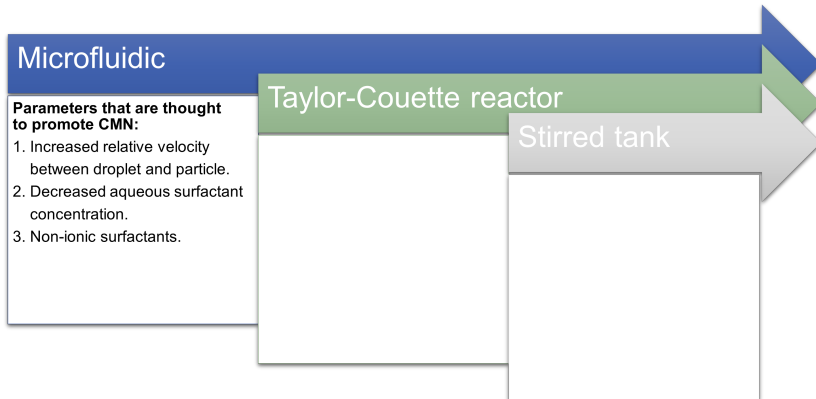 Microfluidic
Parameters that are thought
to promote CMN:
1. Increased relative velocity
between droplet and particle.
2. Decreased aqueous surfactant
concentration.
3. Non-ionic surfactants.
Taylor-Couette reactor
Stirred tank